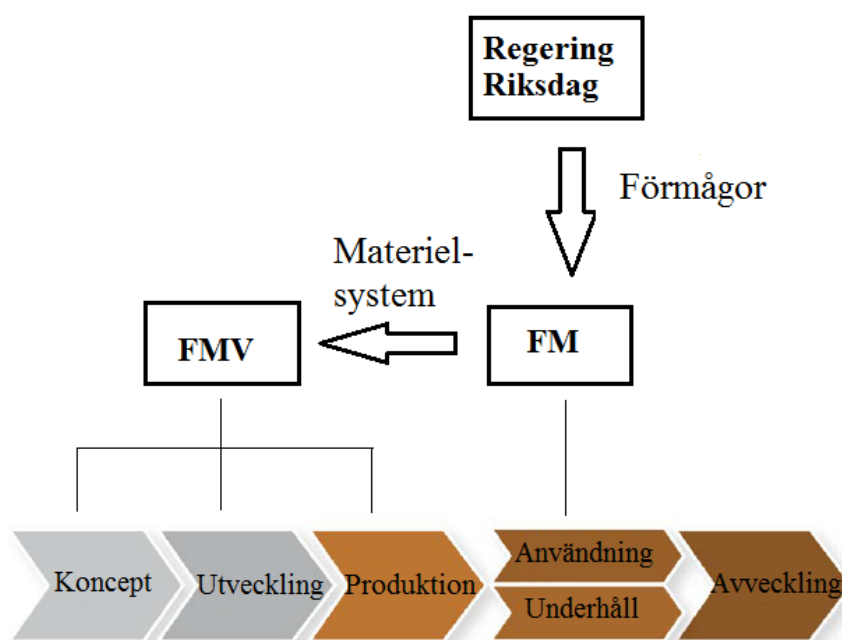 Regering
Riksdag
Förmågor
Materiel-
system
FMV
FM
Koncept
Utveckling
Produktion
Användning
Underhåll
Avveckling